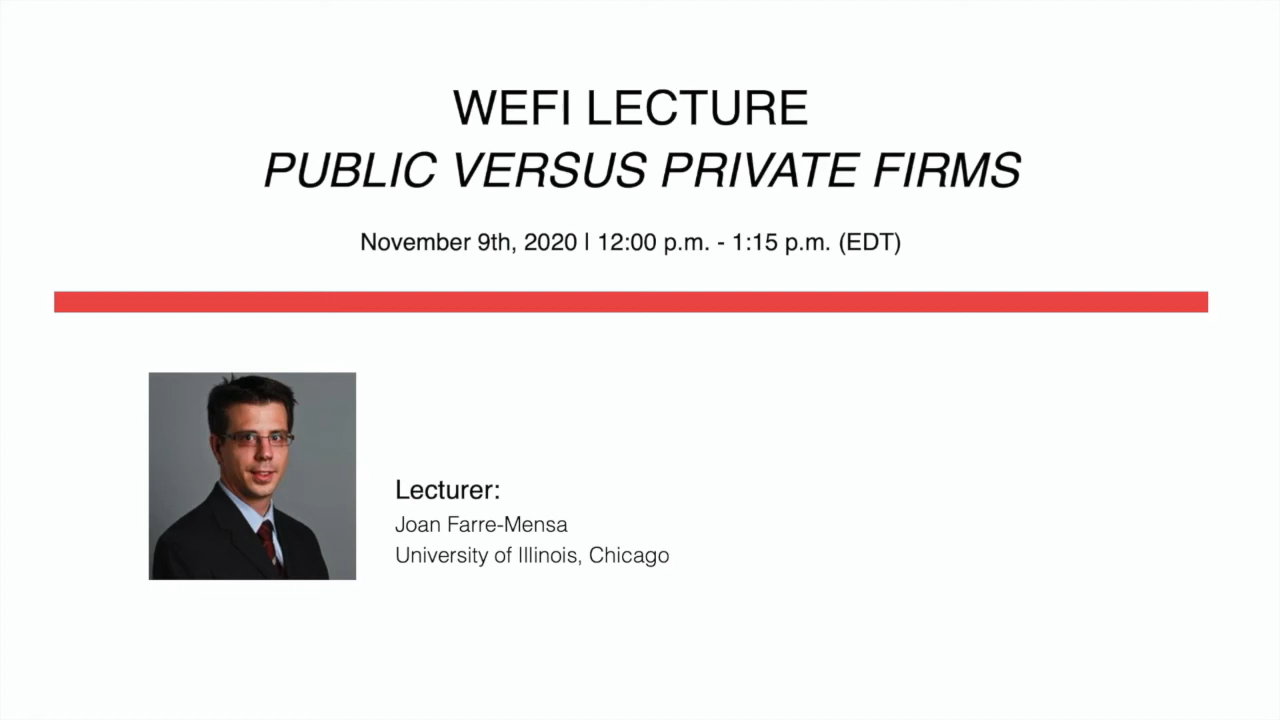 WEFI LECTURE
PUBLIC VERSUS PRIVATE FIRMS
November 9th, 2020 | 12:00 p.m. - 1:15 p.m. (EDT)
Lecturer:
Joan Farre-Mensa
University of Illinois, Chicago